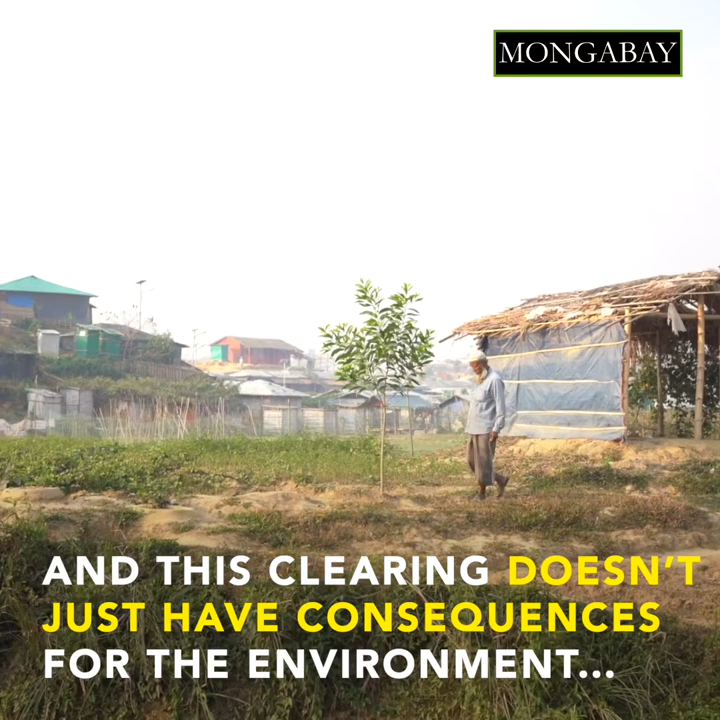 MONGABAY
AND THIS CLEARING DOESN'T
JUST HAVE CONSEQUENCES
FOR THE ENVIRONMENT...